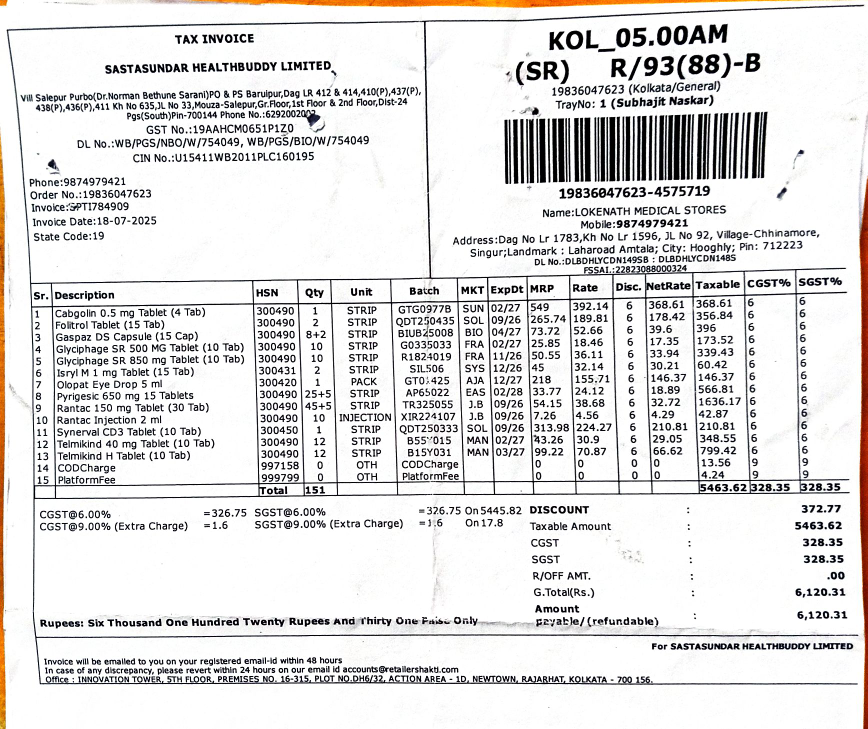 TAX INVOICE
SASTASUNDAR HEALTHBUDDY LIMITED
Vill Salepur Purbo(Dr.Norman Bethune Sarani)PO & PS Baruipur,Dag LR 412 & 414,410(P),437(P),
438(P),436(P),411 Kh No 635,JL No 33,Mouza-Salepur,Gr.Floor,1st Floor & 2nd Floor,Dist-24
Pgs(South)Pin-700144 Phone No.:6292002002
GST No.:19AAHCM0651P1Z0
DL No.:WB/PGS/NBO/W/754049, WB/PGS/BIO/W/754049
CIN No.:U15411WB2011PLC160195
Phone:9874979421
Order No.:19836047623
Invoice:SPTI784909
Invoice Date:18-07-2025
State Code:19
KOL_05.00AM
(SR) R/93(88)-B
19836047623 (Kolkata/General)
TrayNo: 1 (Subhajit Naskar)
19836047623-4575719
Name:LOKENATH MEDICAL STORES
Mobile:9874979421
Address:Dag No Lr 1783,Kh No Lr 1596, JL No 92, Village-Chhinamore,
Singur;Landmark : Laharoad Amtala; City: Hooghly; Pin: 712223
DL No.:DLBDHLYCDN149SB : DLBDHLYCDN148S
FSSAI.:22823088000324
Sr. Description HSN Qty Unit Batch MKT ExpDt MRP Rate Disc. NetRate Taxable CGST% SGST%
1 Cabgolin 0.5 mg Tablet (4 Tab) 300490 1 STRIP GTG0977B SUN 02/27 549 392.14 6 368.61 368.61 6 6
2 Folitrol Tablet (15 Tab) 300490 2 STRIP QDT250435 SOL 09/26 265.74 189.81 6 178.42 356.84 6 6
3 Gaspaz DS Capsule (15 Cap) 300490 8+2 STRIP BIUB25008 BIO 04/27 73.72 52.66 6 39.6 396 6 6
4 Glyciphage SR 500 MG Tablet (10 Tab) 300490 10 STRIP G0335033 FRA 02/27 25.85 18.46 6 17.35 173.52 6 6
5 Glyciphage SR 850 mg Tablet (10 Tab) 300490 10 STRIP R1824019 FRA 11/26 50.55 36.11 6 33.94 339.43 6 6
6 Isryl M 1 mg Tablet (15 Tab) 300431 2 STRIP SIL506 SYS 12/26 45 32.14 6 30.21 60.42 6 6
7 Olopat Eye Drop 5 ml 300420 1 PACK GT01425 AJA 12/27 218 155.71 6 146.37 146.37 6 6
8 Pyrigesic 650 mg 15 Tablets 300490 25+5 STRIP AP65022 EAS 02/28 33.77 24.12 6 18.89 566.81 6 6
9 Rantac 150 mg Tablet (30 Tab) 300490 45+5 STRIP TR325055 J.B 09/26 54.15 38.68 6 32.72 1636.17 6 6
10 Rantac Injection 2 ml 300490 10 INJECTION XIR224107 J.B 09/26 7.26 4.56 6 4.29 42.87 6 6
11 Synerval CD3 Tablet (10 Tab) 300450 1 STRIP QDT250333 SOL 09/26 313.98 224.27 6 210.81 210.81 6 6
12 Telmikind 40 mg Tablet (10 Tab) 300490 12 STRIP B55Y015 MAN 02/27 43.26 30.9 6 29.05 348.55 6 6
13 Telmikind H Tablet (10 Tab) 300490 12 STRIP B15Y031 MAN 03/27 99.22 70.87 6 66.62 799.42 6 6
14 CODCharge 997158 0 OTH CODCharge 0 0 0 0 13.56 9 9
15 PlatformFee 999799 0 OTH PlatformFee 0 0 0 0 4.24 9 9
Total 151 5463.62 328.35 328.35
CGST@6.00% =326.75 SGST@6.00% =326.75 On 5445.82
CGST@9.00% (Extra Charge) =1.6 SGST@9.00% (Extra Charge) =1.6 On 17.8
DISCOUNT : 372.77
Taxable Amount : 5463.62
CGST : 328.35
SGST : 328.35
R/OFF AMT. : .00
G.Total(Rs.) : 6,120.31
Amount
payable/(refundable) : 6,120.31
Rupees: Six Thousand One Hundred Twenty Rupees And Thirty One Paise Only
For SASTASUNDAR HEALTHBUDDY LIMITED
Invoice will be emailed to you on your registered email-id within 48 hours
In case of any discrepancy, please revert within 24 hours on our email id accounts@retailershakti.com
Office : INNOVATION TOWER, 5TH FLOOR, PREMISES NO. 16-315, PLOT NO.DH6/32, ACTION AREA - 1D, NEWTOWN, RAJARHAT, KOLKATA - 700 156.